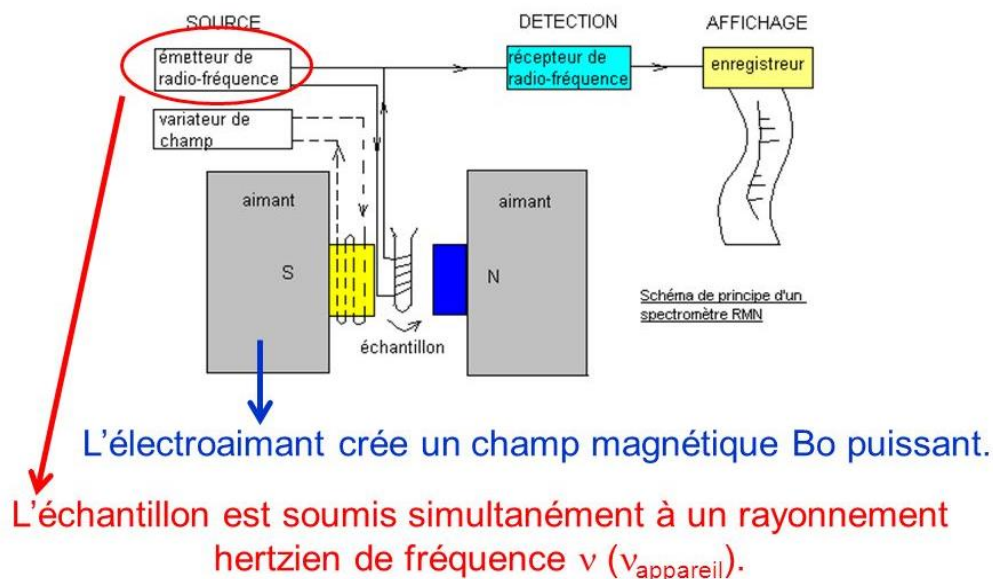 SOURCE
DETECTION
AFFICHAGE
émetteur de
radio-fréquence
récepteur de
radio-fréquence
enregistreur
variateur de
champ
aimant
aimant
S
N
échantillon
Schéma de principe d'un
spectromètre RMN
L'électroaimant crée un champ magnétique Bo puissant.
L'échantillon est soumis simultanément à un rayonnement
hertzien de fréquence ν (νappareil).